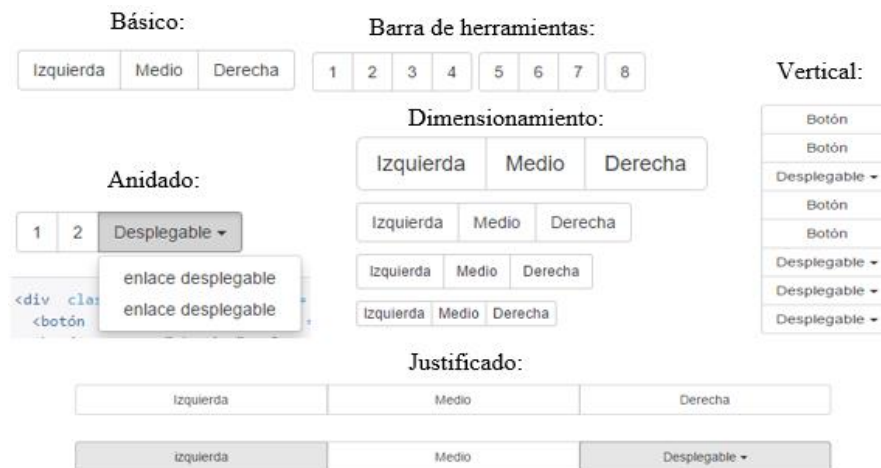 Básico:
Izquierda Medio Derecha
Barra de herramientas:
1 2 3 4 5 6 7 8
Vertical:
Botón
Botón
Desplegable
Botón
Botón
Desplegable
Desplegable
Desplegable
Dimensionamiento:
Izquierda Medio Derecha
Izquierda Medio Derecha
Izquierda Medio Derecha
Izquierda Medio Derecha
Anidado:
1 2 Desplegable
enlace desplegable
enlace desplegable
<div clas
<botón
Justificado:
Izquierda Medio Derecha
izquierda Medio Desplegable